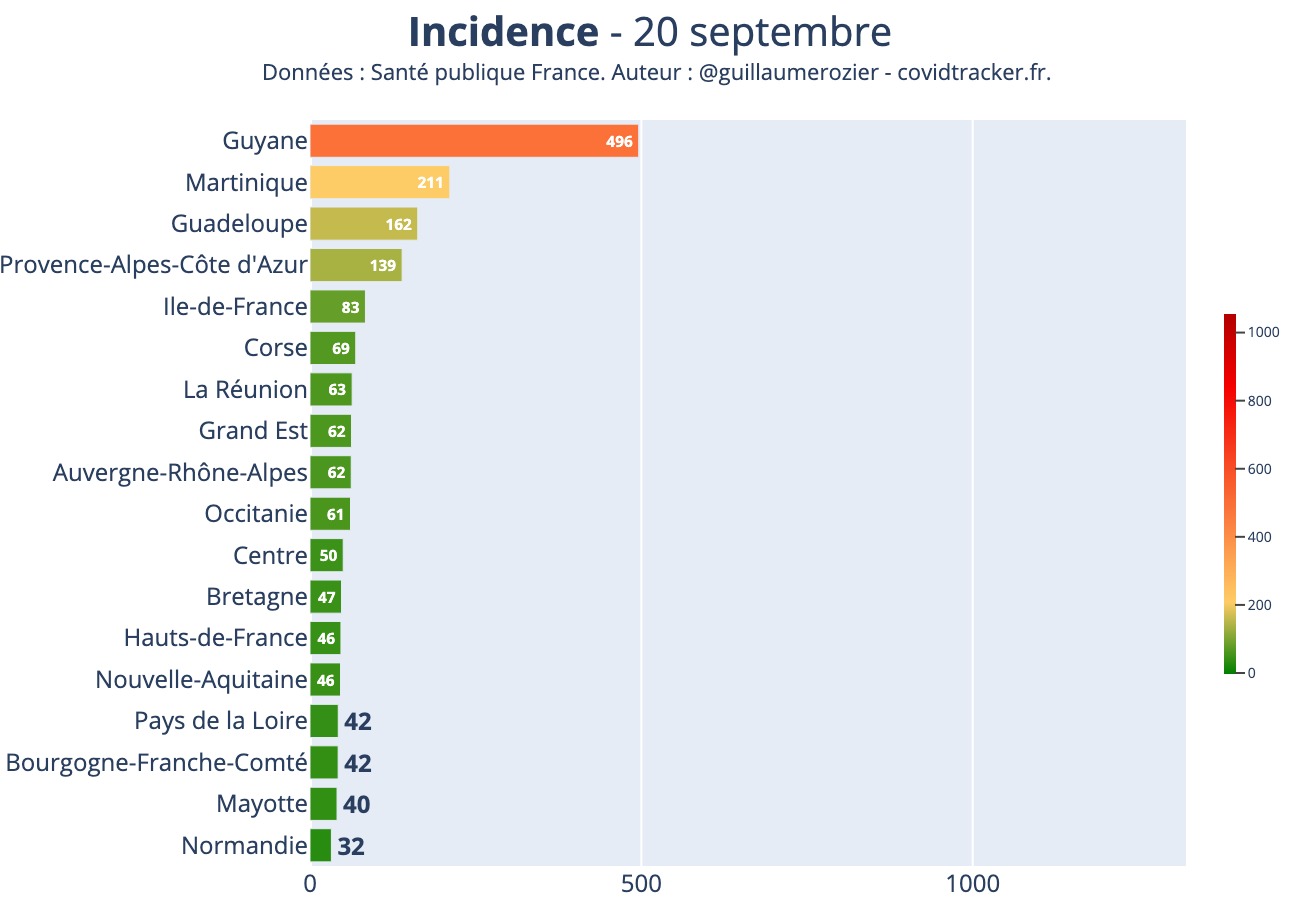 Incidence - 20 septembre
Données : Santé publique France. Auteur : @guillaumerozier - covidtracker.fr.
Guyane 496
Martinique 211
Guadeloupe 162
Provence-Alpes-Côte d'Azur 139
Ile-de-France 83
Corse 69
La Réunion 63
Grand Est 62
Auvergne-Rhône-Alpes 62
Occitanie 61
Centre 50
Bretagne 47
Hauts-de-France 46
Nouvelle-Aquitaine 46
Pays de la Loire 42
Bourgogne-Franche-Comté 42
Mayotte 40
Normandie 32
0 500 1000
1000
800
600
400
200
0